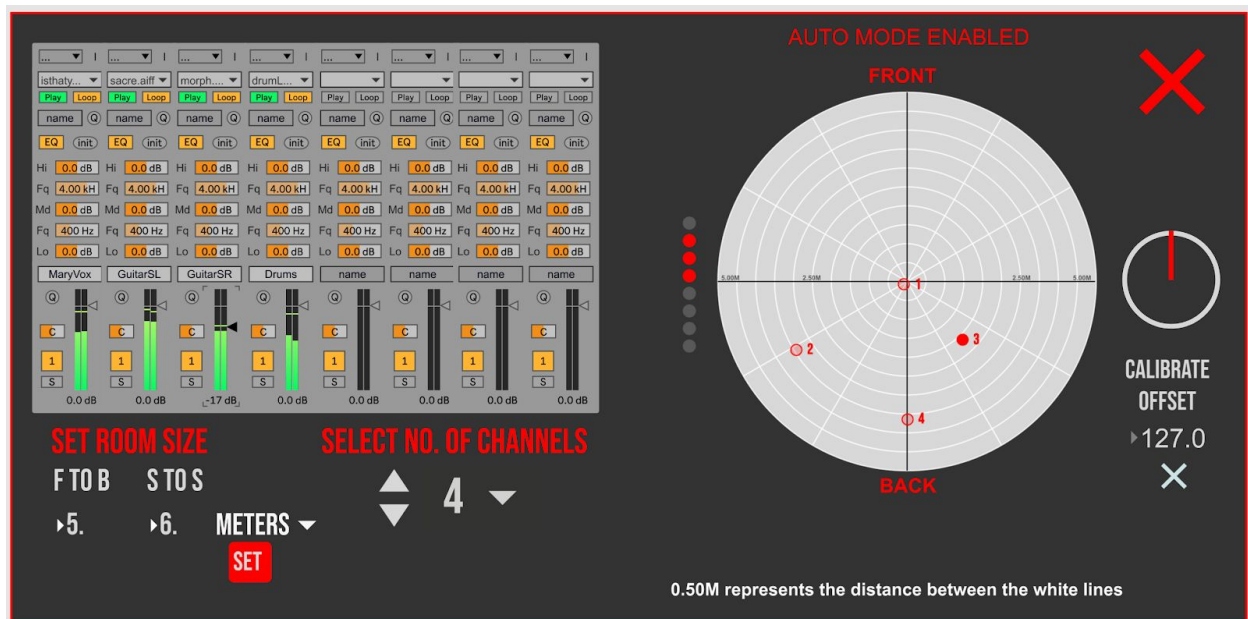 ... I ... I ... I ... I ... I ... I ... I ... I
isthaty... sacre.aiff morph.... drumL...
Play Loop Play Loop Play Loop Play Loop Play Loop Play Loop Play Loop Play Loop
name Q name Q name Q name Q name Q name Q name Q name Q
EQ init EQ init EQ init EQ init EQ init EQ init EQ init EQ init
Hi 0.0 dB Hi 0.0 dB Hi 0.0 dB Hi 0.0 dB Hi 0.0 dB Hi 0.0 dB Hi 0.0 dB Hi 0.0 dB
Fq 4.00 kH Fq 4.00 kH Fq 4.00 kH Fq 4.00 kH Fq 4.00 kH Fq 4.00 kH Fq 4.00 kH Fq 4.00 kH
Md 0.0 dB Md 0.0 dB Md 0.0 dB Md 0.0 dB Md 0.0 dB Md 0.0 dB Md 0.0 dB Md 0.0 dB
Fq 400 Hz Fq 400 Hz Fq 400 Hz Fq 400 Hz Fq 400 Hz Fq 400 Hz Fq 400 Hz Fq 400 Hz
Lo 0.0 dB Lo 0.0 dB Lo 0.0 dB Lo 0.0 dB Lo 0.0 dB Lo 0.0 dB Lo 0.0 dB Lo 0.0 dB
MaryVox GuitarSL GuitarSR Drums name name name name
Q Q Q Q Q Q Q Q
C C C C C C C C
1 1 1 1 1 1 1 1
S S S S S S S S
0.0 dB 0.0 dB -17 dB 0.0 dB 0.0 dB 0.0 dB 0.0 dB 0.0 dB
SET ROOM SIZE
F TO B S TO S
5. 6. METERS
SET
SELECT NO. OF CHANNELS
4
AUTO MODE ENABLED
FRONT
5.00M 2.50M 2.50M 5.00M
1
2
3
4
BACK
CALIBRATE
OFFSET
127.0
0.50M represents the distance between the white lines